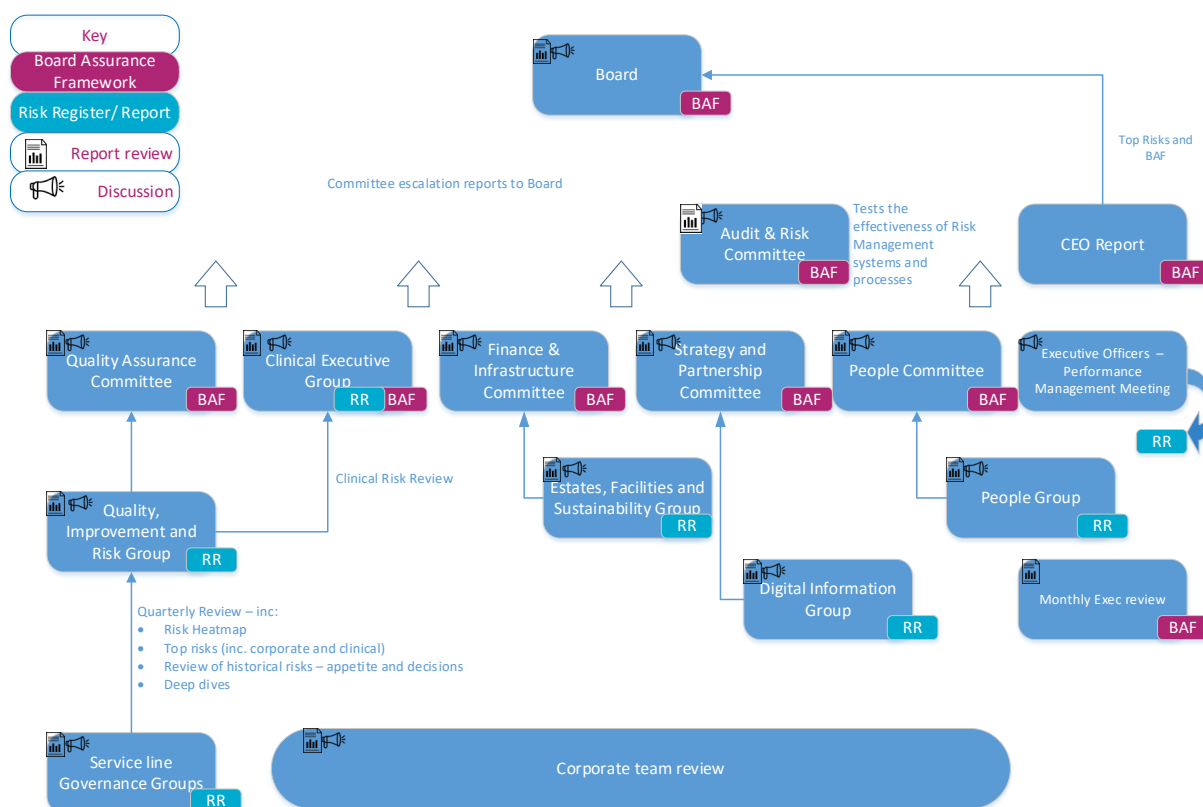 Key
Board Assurance
Framework
Risk Register/ Report
Report review
Discussion
Board
BAF
Top Risks and
BAF
Committee escalation reports to Board
Audit & Risk
Committee
BAF
Tests the
effectiveness of Risk
Management
systems and
processes
CEO Report
BAF
Quality Assurance
Committee
BAF
Clinical Executive
Group
RR
BAF
Finance &
Infrastructure
Committee
BAF
Strategy and
Partnership
Committee
BAF
People Committee
BAF
Executive Officers –
Performance
Management Meeting
RR
Quality,
Improvement and
Risk Group
RR
Clinical Risk Review
Estates, Facilities and
Sustainability Group
RR
People Group
RR
Digital Information
Group
RR
Monthly Exec review
BAF
Quarterly Review – inc:
• Risk Heatmap
• Top risks (inc. corporate and clinical)
• Review of historical risks – appetite and decisions
• Deep dives
Service line
Governance Groups
RR
Corporate team review